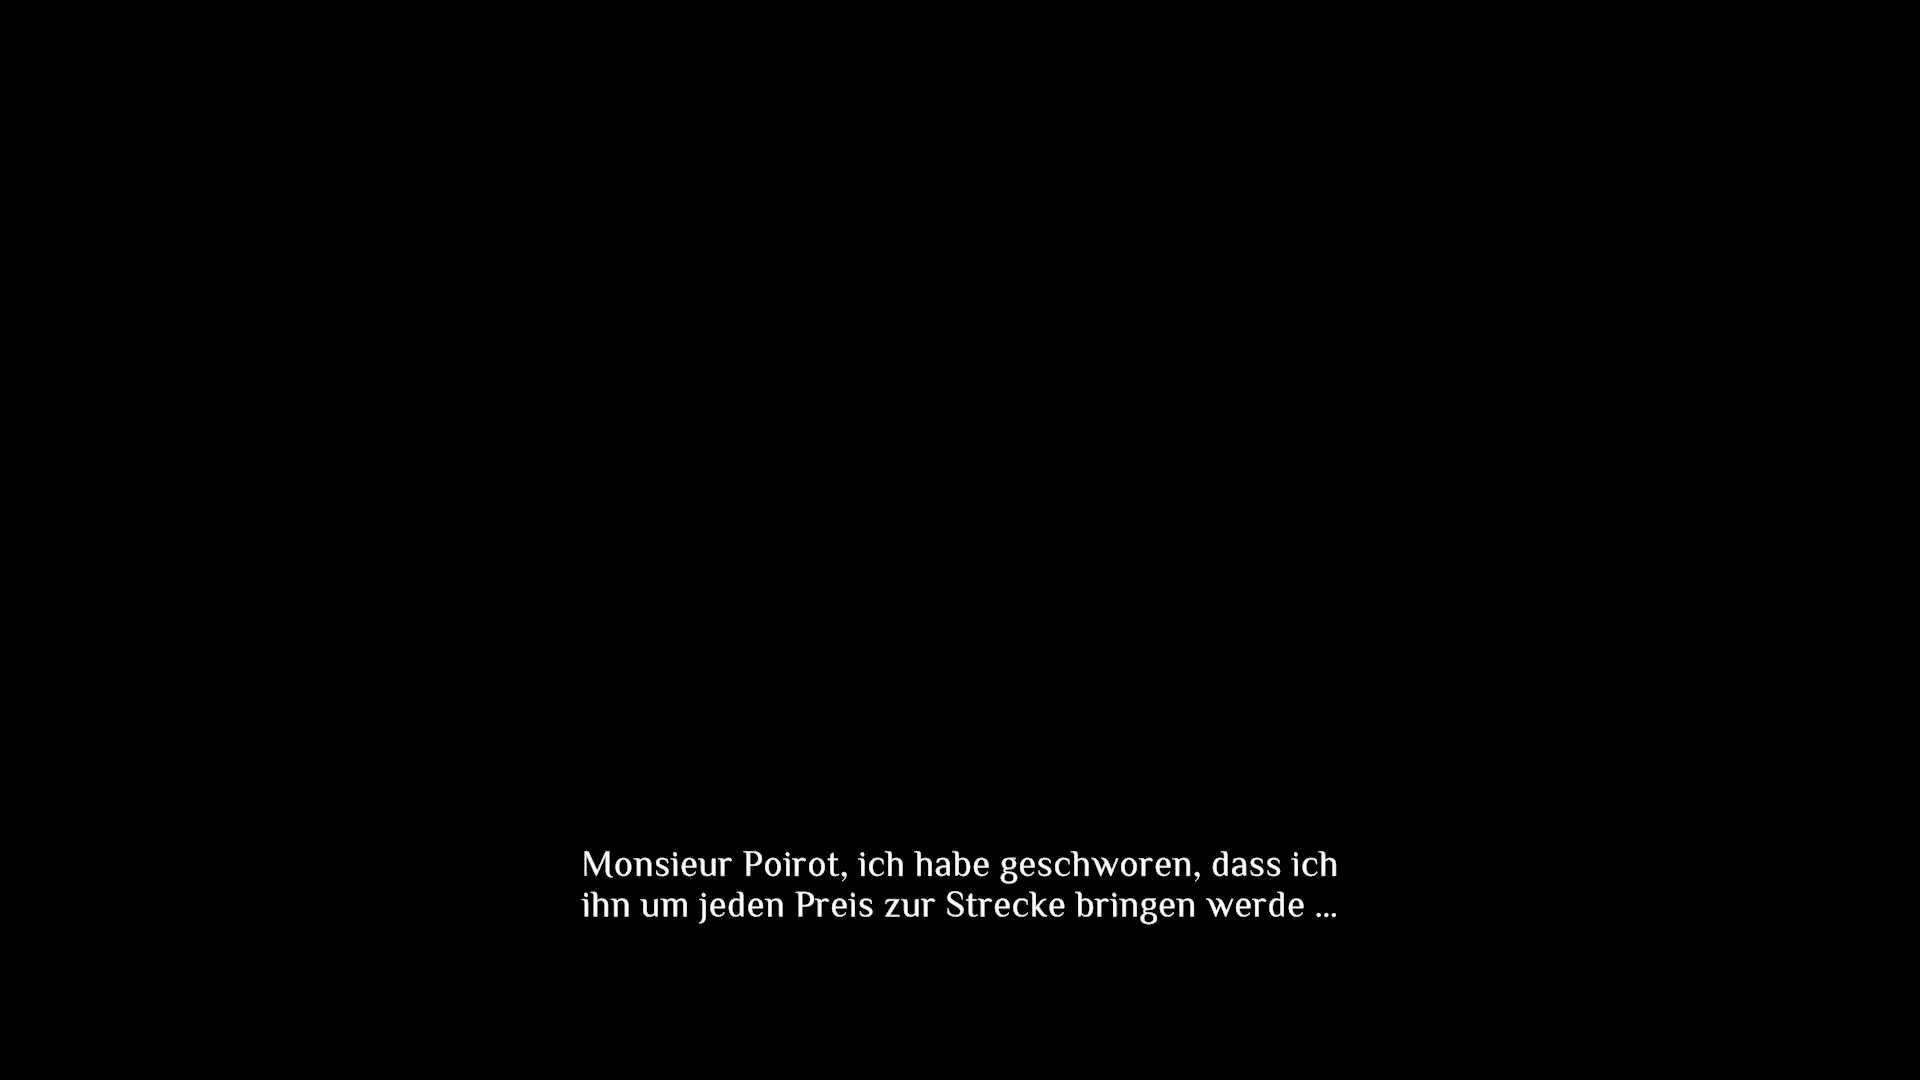 Monsieur Poirot, ich habe geschworen, dass ich
ihn um jeden Preis zur Strecke bringen werde ...